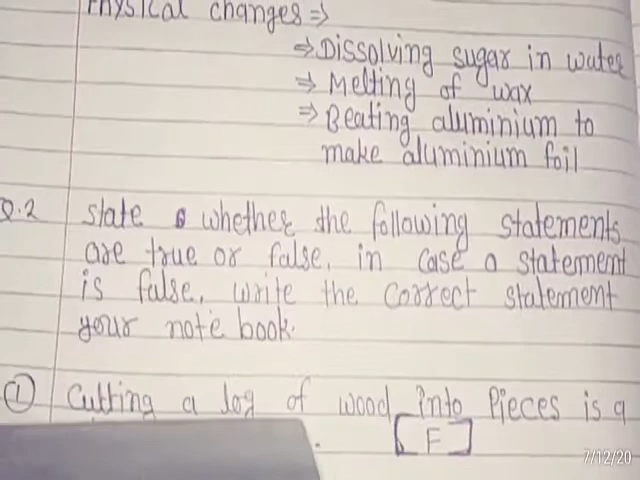 Physical changes ⇒
⇒ Dissolving sugar in water
⇒ Melting of wax
⇒ Beating aluminium to
make aluminium foil
Q.2 State whether the following statements
are true or false. in case a statement
is false, write the correct statement
your note book.
① Cutting a log of wood into Pieces is a
[F]
7/12/20